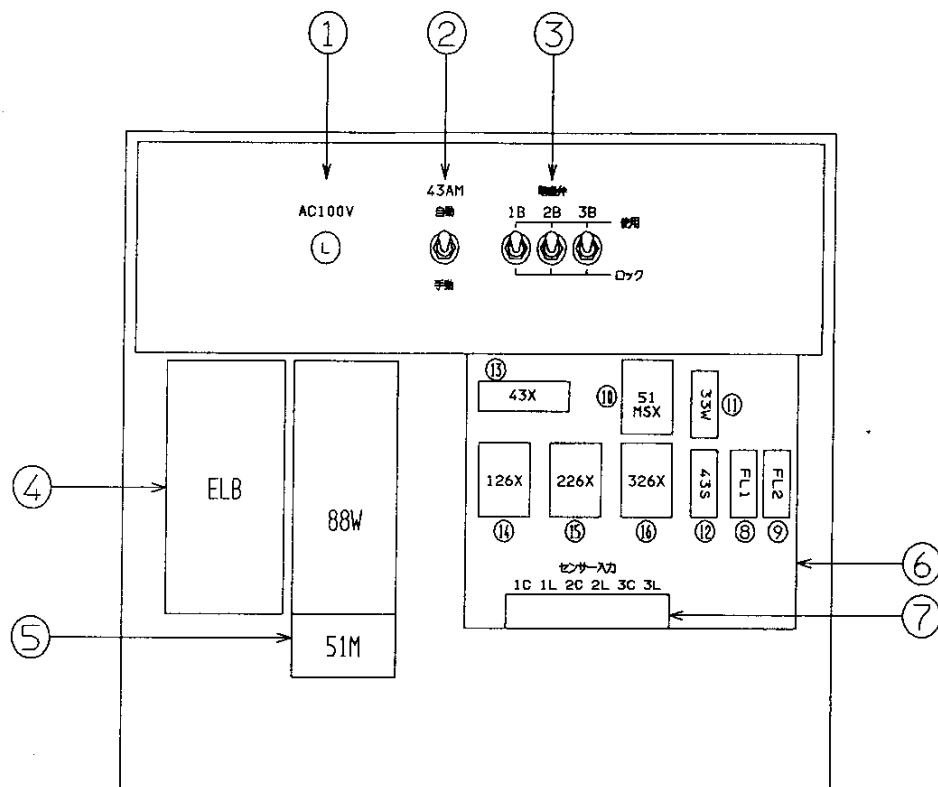 ① ② ③
43AM
AC100V
自動
1B 2B 3B
使用
L
手動
ロック
⑬
43X
⑩
51
MSX
33W
⑪
④
ELB
88W
126X
226X
326X
43S
FL1
FL2
⑭
⑮
⑯
⑫
⑧
⑨
⑥
センサー入力
1C 1L 2C 2L 3C 3L
⑦
⑤
51M